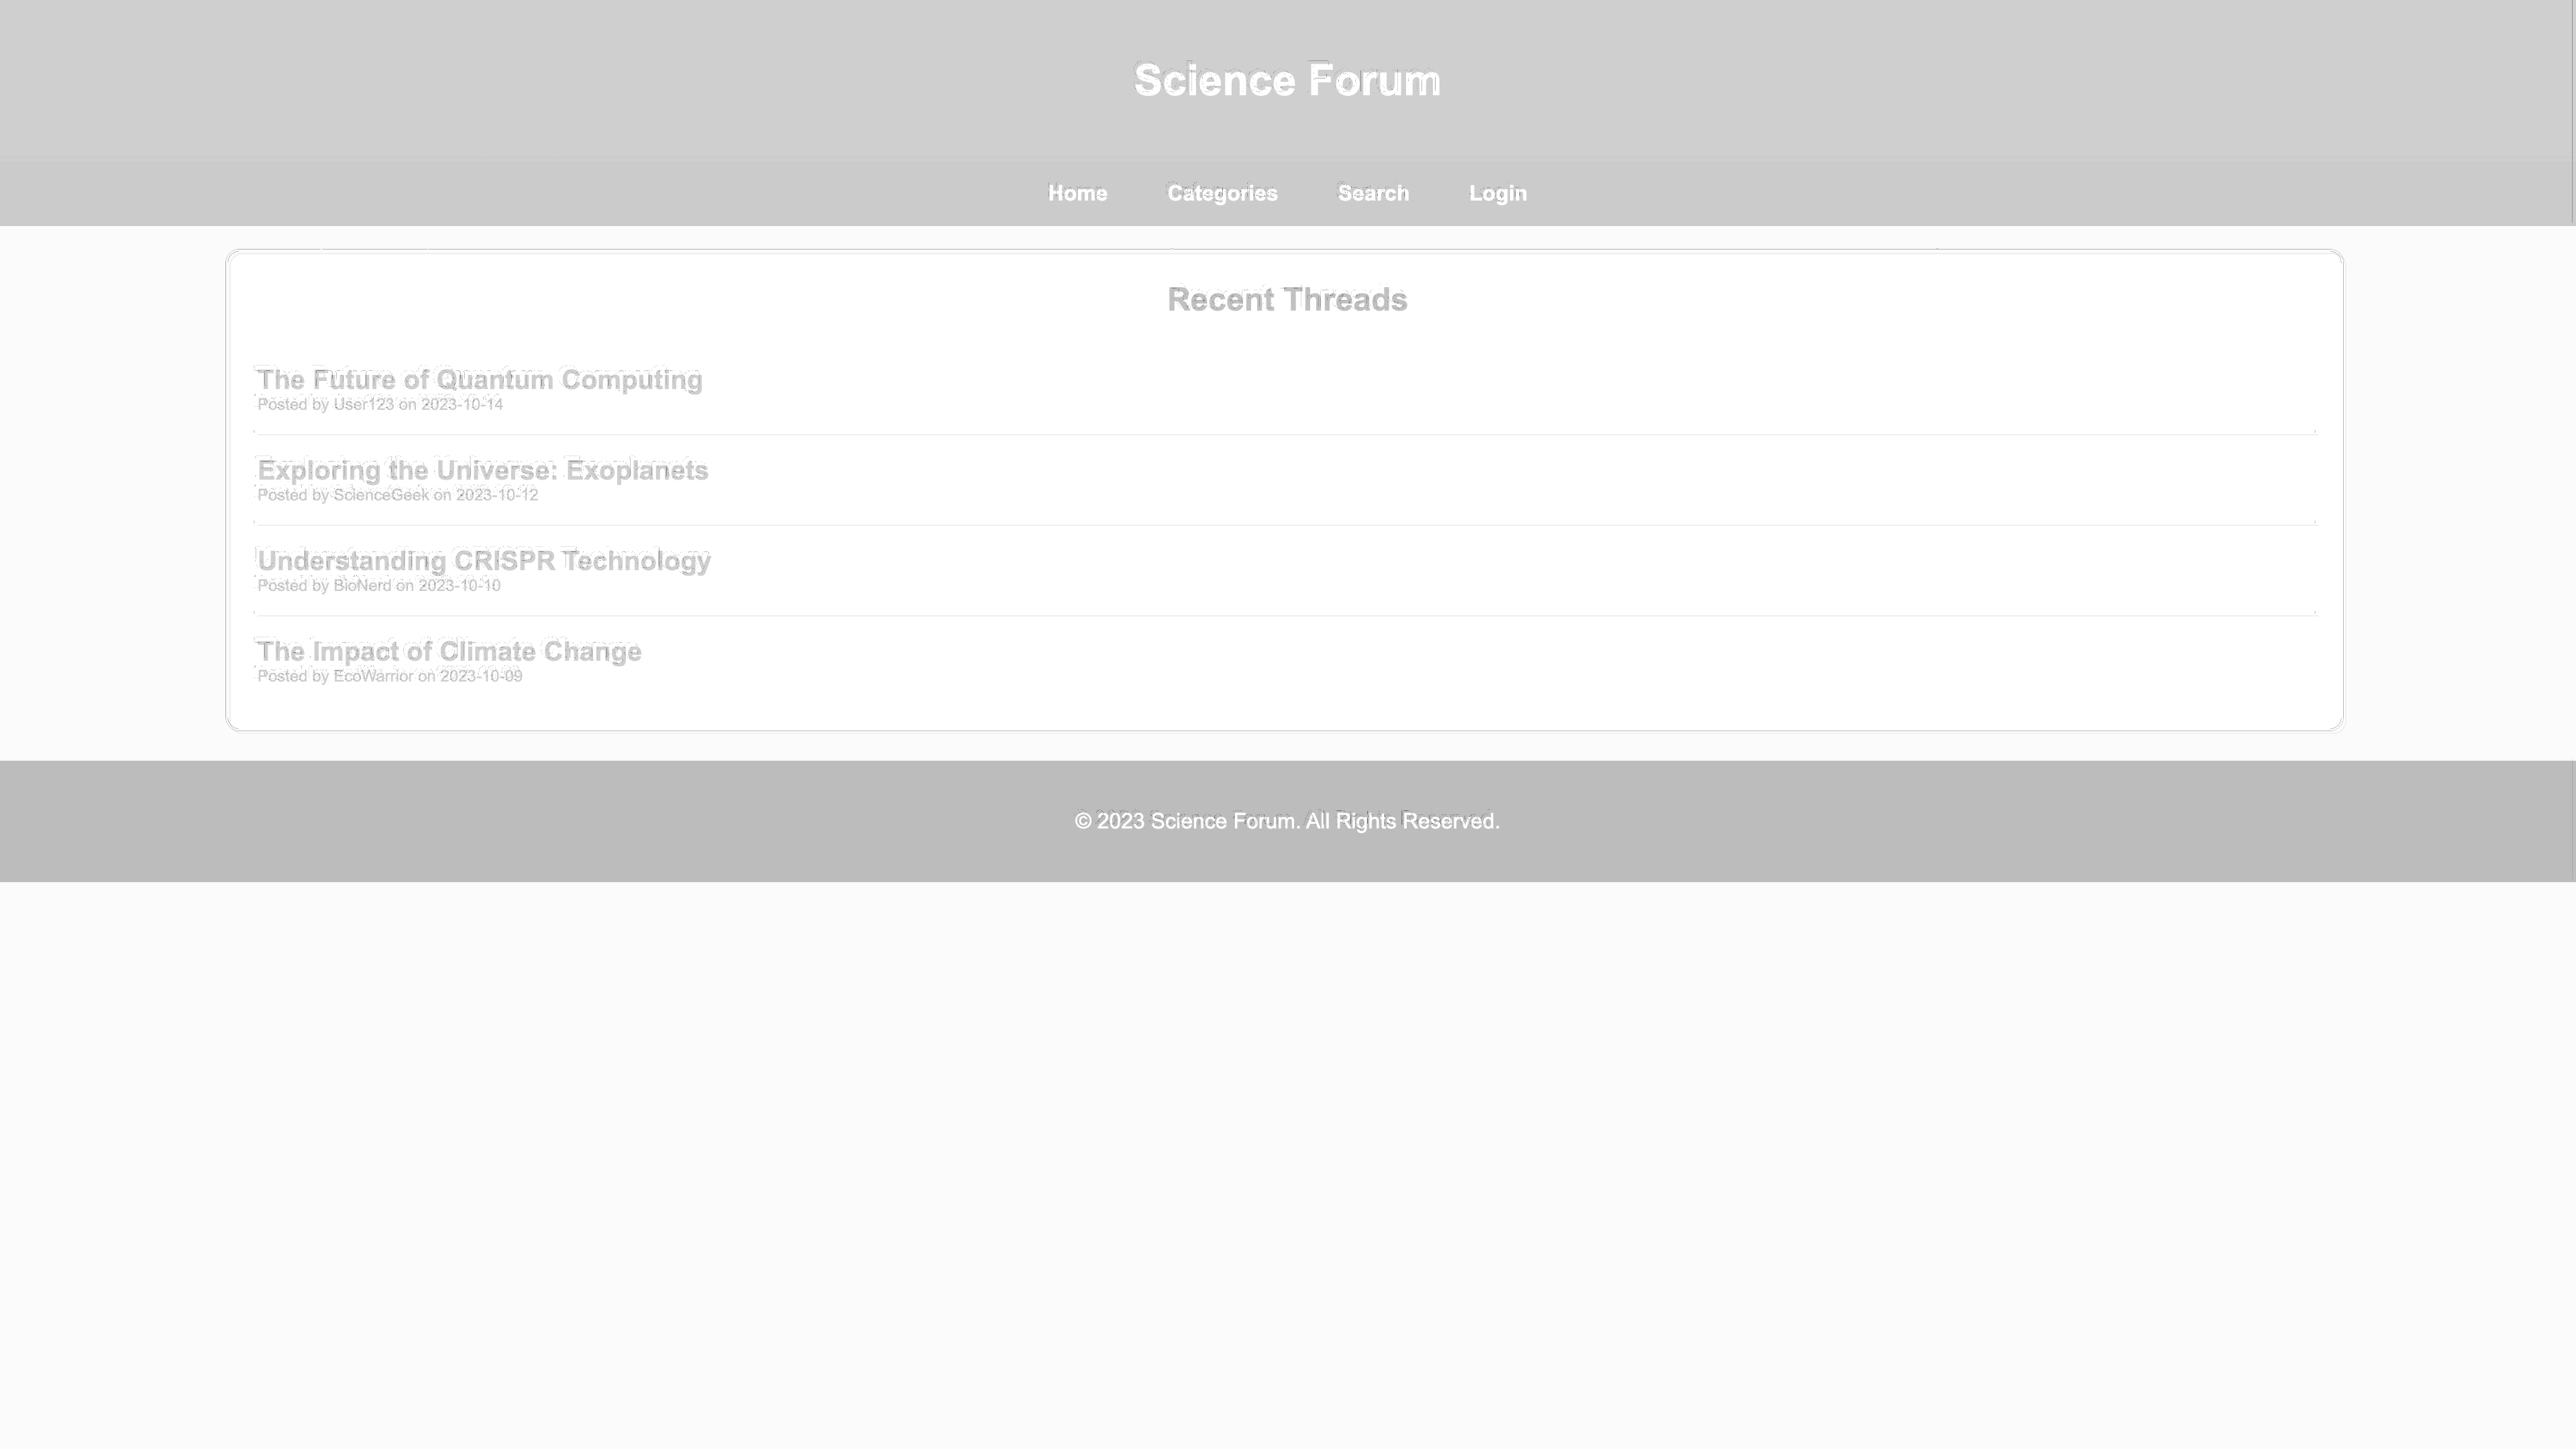 Science Forum
Home Categories Search Login
Recent Threads
The Future of Quantum Computing
Posted by User123 on 2023-10-14
Exploring the Universe: Exoplanets
Posted by ScienceGeek on 2023-10-12
Understanding CRISPR Technology
Posted by BioNerd on 2023-10-10
The Impact of Climate Change
Posted by EcoWarrior on 2023-10-09
© 2023 Science Forum. All Rights Reserved.